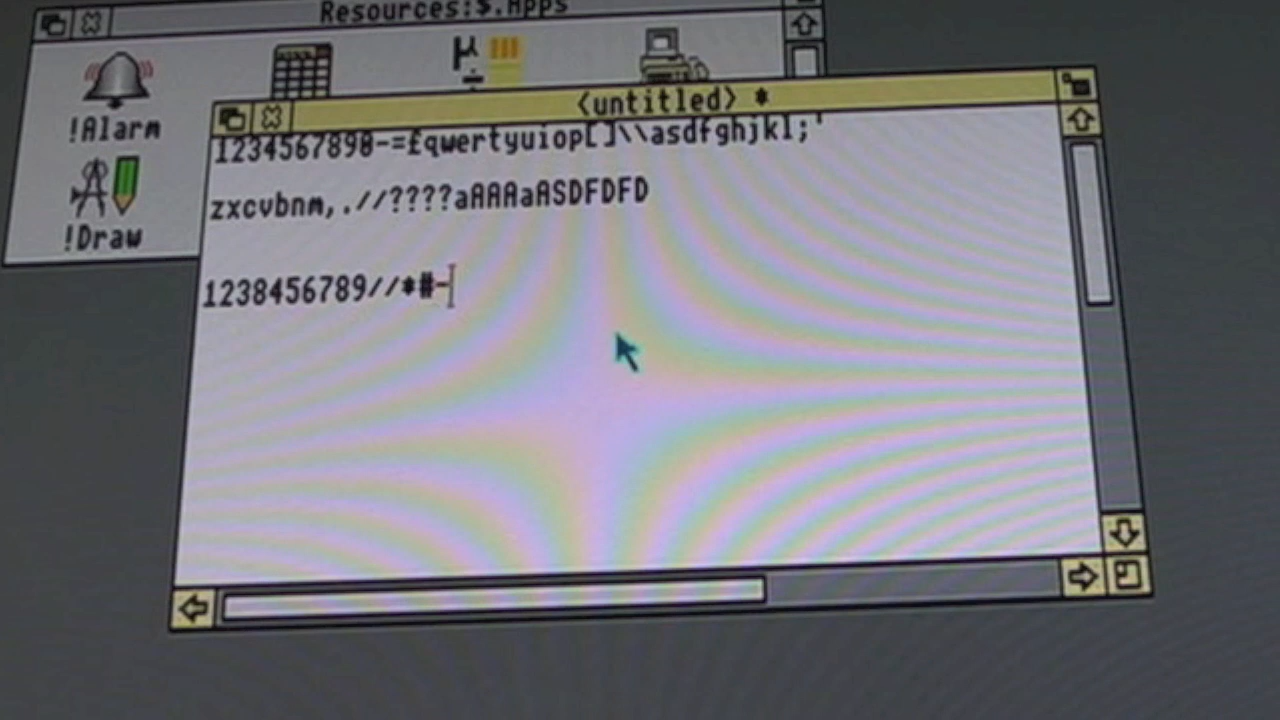 Resources:$.Apps
!Alarm
!Draw
<untitled> *
1234567890-=£qwertyuiop[]\\asdfghjkl;'
zxcvbnm,.//????aAAAaASDFDFD
1238456789//*#-